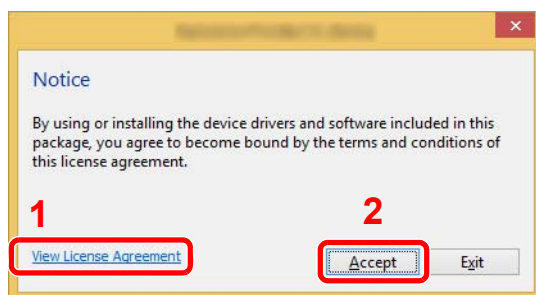 Notice
By using or installing the device drivers and software included in this
package, you agree to become bound by the terms and conditions of
this license agreement.
1
2
View License Agreement
Accept
Exit